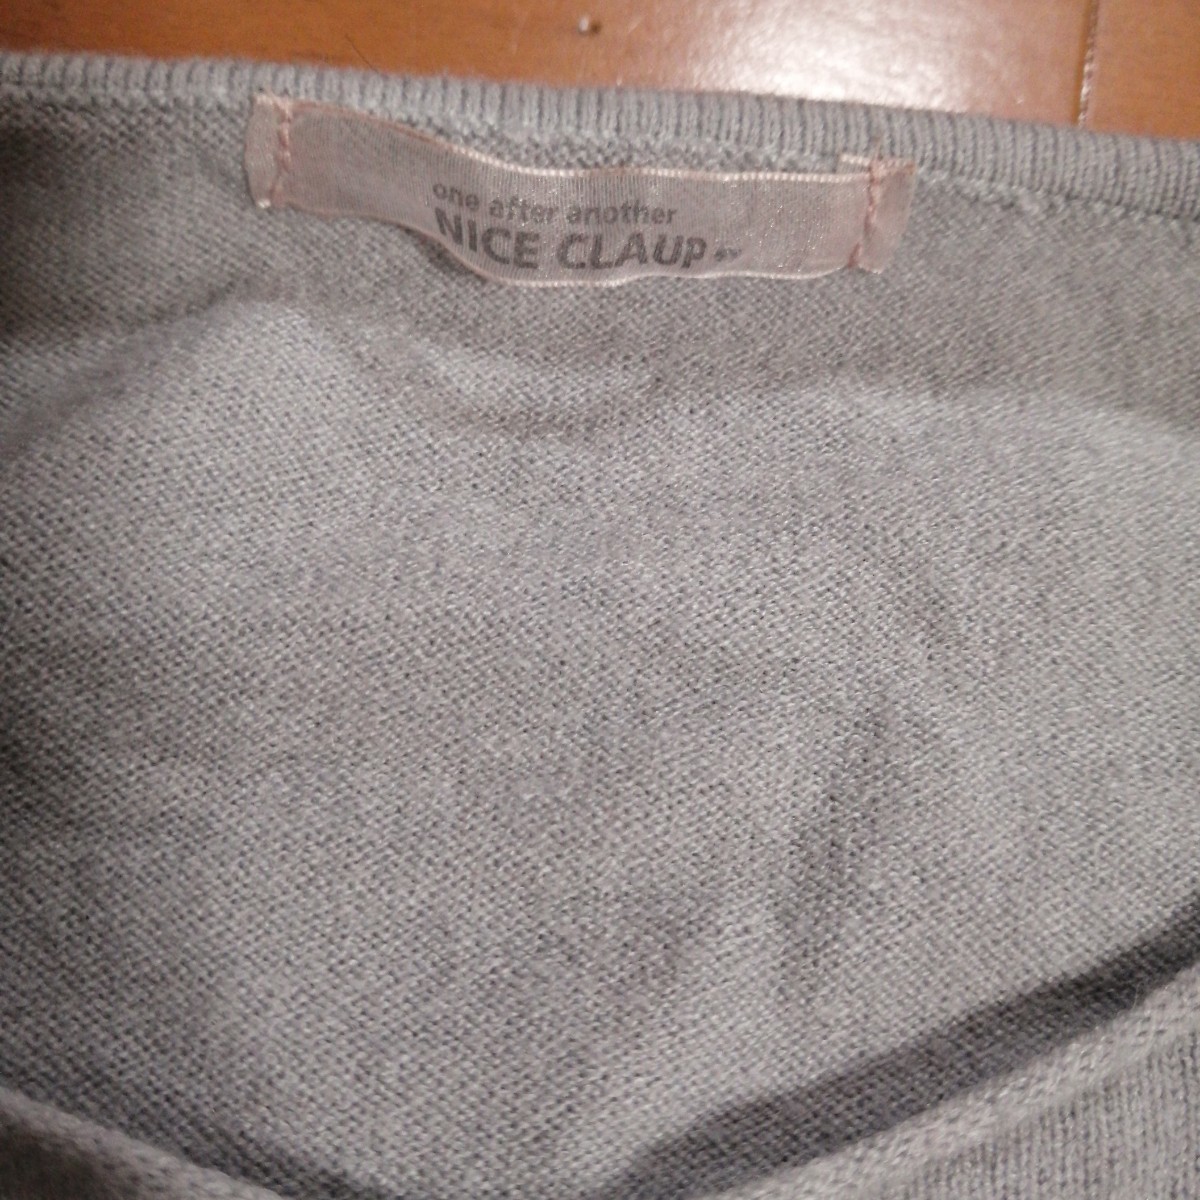 one after another
NICE CLAUP